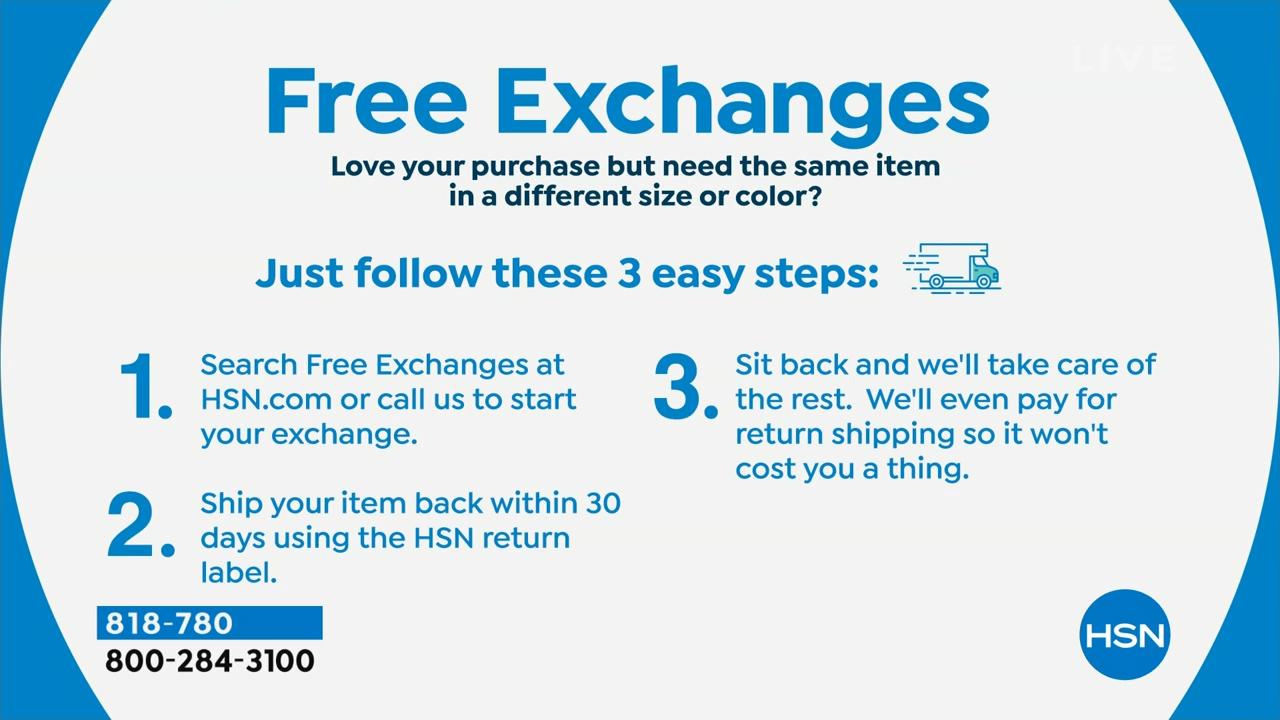 LIVE
Free Exchanges
Love your purchase but need the same item
in a different size or color?
Just follow these 3 easy steps:
1. Search Free Exchanges at
HSN.com or call us to start
your exchange.
2. Ship your item back within 30
days using the HSN return
label.
3. Sit back and we'll take care of
the rest.  We'll even pay for
return shipping so it won't
cost you a thing.
818-780
800-284-3100
HSN